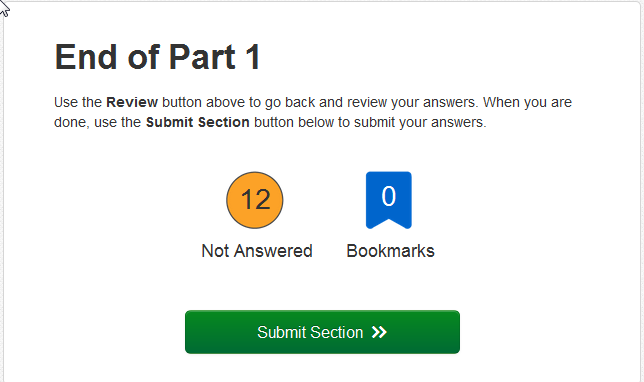 End of Part 1
Use the Review button above to go back and review your answers. When you are
done, use the Submit Section button below to submit your answers.
12
Not Answered
0
Bookmarks
Submit Section »